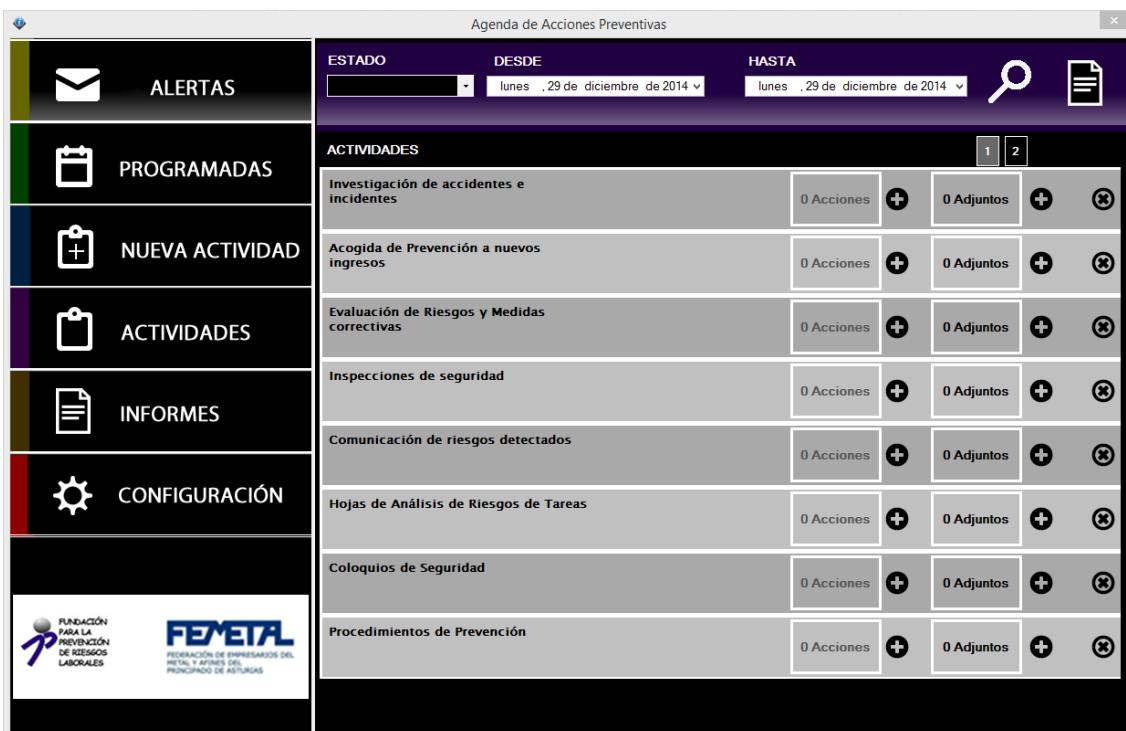 Agenda de Acciones Preventivas
ALERTAS
PROGRAMADAS
NUEVA ACTIVIDAD
ACTIVIDADES
INFORMES
CONFIGURACIÓN
FUNDACIÓN
PARA LA
PREVENCIÓN
DE RIESGOS
LABORALES
FEMETAL
FEDERACIÓN DE EMPRESARIOS DEL
METAL Y AFINES DEL
PRINCIPADO DE ASTURIAS
ESTADO DESDE HASTA
lunes , 29 de diciembre de 2014 lunes , 29 de diciembre de 2014
ACTIVIDADES 1 2
Investigación de accidentes e
incidentes
0 Acciones 0 Adjuntos
Acogida de Prevención a nuevos
ingresos
0 Acciones 0 Adjuntos
Evaluación de Riesgos y Medidas
correctivas
0 Acciones 0 Adjuntos
Inspecciones de seguridad
0 Acciones 0 Adjuntos
Comunicación de riesgos detectados
0 Acciones 0 Adjuntos
Hojas de Análisis de Riesgos de Tareas
0 Acciones 0 Adjuntos
Coloquios de Seguridad
0 Acciones 0 Adjuntos
Procedimientos de Prevención
0 Acciones 0 Adjuntos